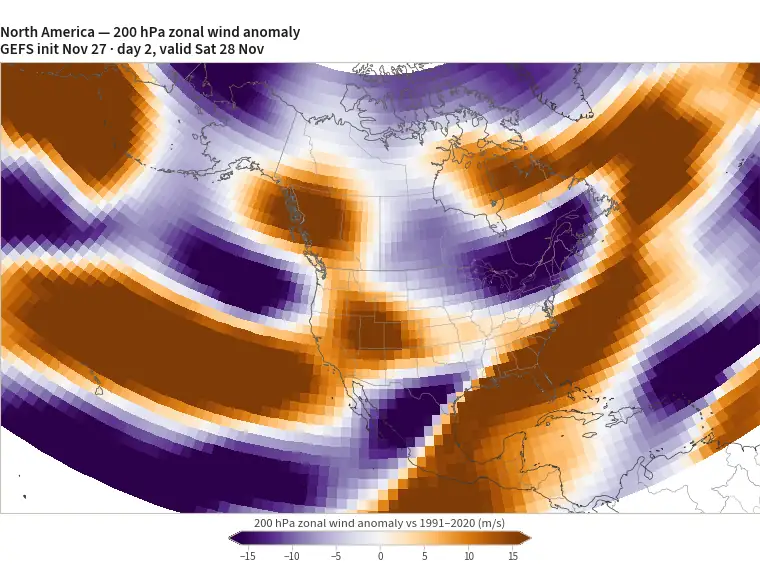 North America — 200 hPa zonal wind anomaly
GEFS init Nov 27 · day 2, valid Sat 28 Nov
200 hPa zonal wind anomaly vs 1991–2020 (m/s)
−15 −10 −5 0 5 10 15